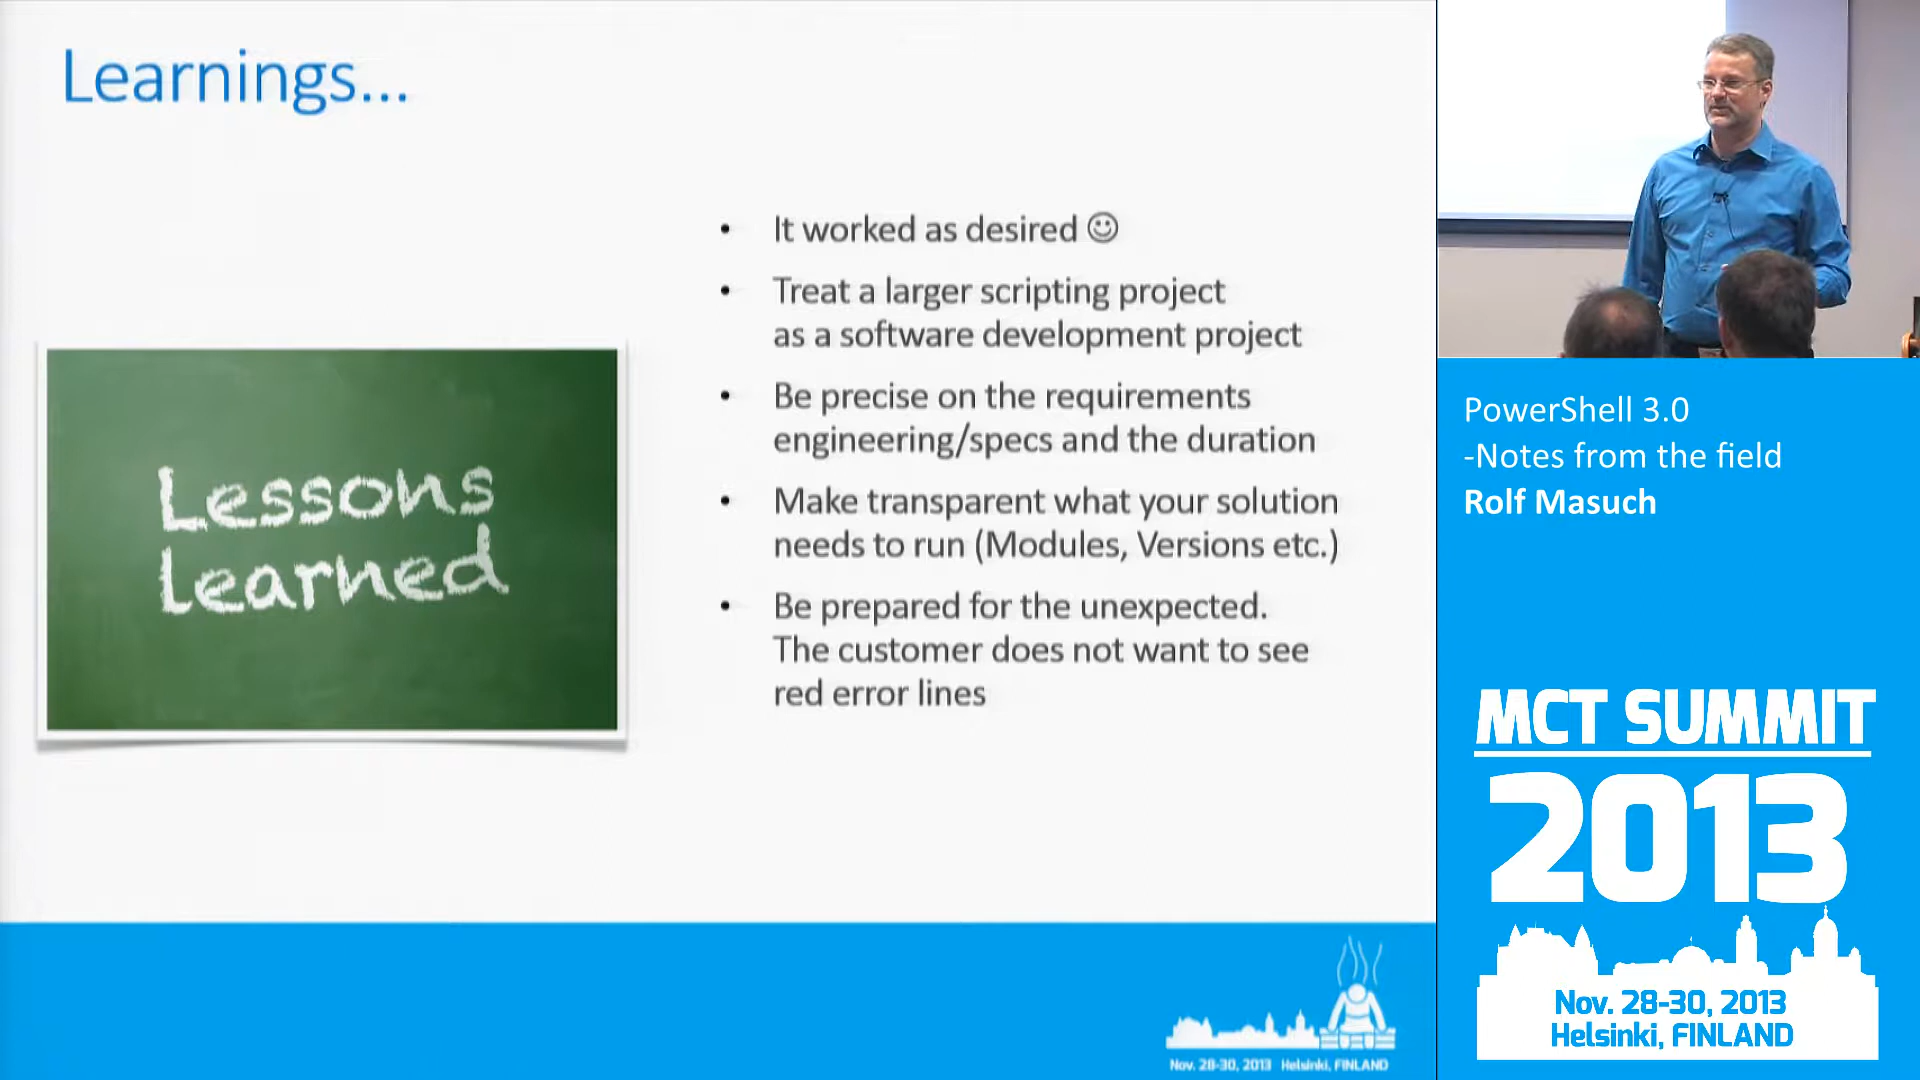 Learnings...
Lessons
Learned
• It worked as desired ☺
• Treat a larger scripting project
as a software development project
• Be precise on the requirements
engineering/specs and the duration
• Make transparent what your solution
needs to run (Modules, Versions etc.)
• Be prepared for the unexpected.
The customer does not want to see
red error lines
Nov. 28-30, 2013 Helsinki, FINLAND
PowerShell 3.0
-Notes from the field
Rolf Masuch
MCT SUMMIT
2013
Nov. 28-30, 2013
Helsinki, FINLAND